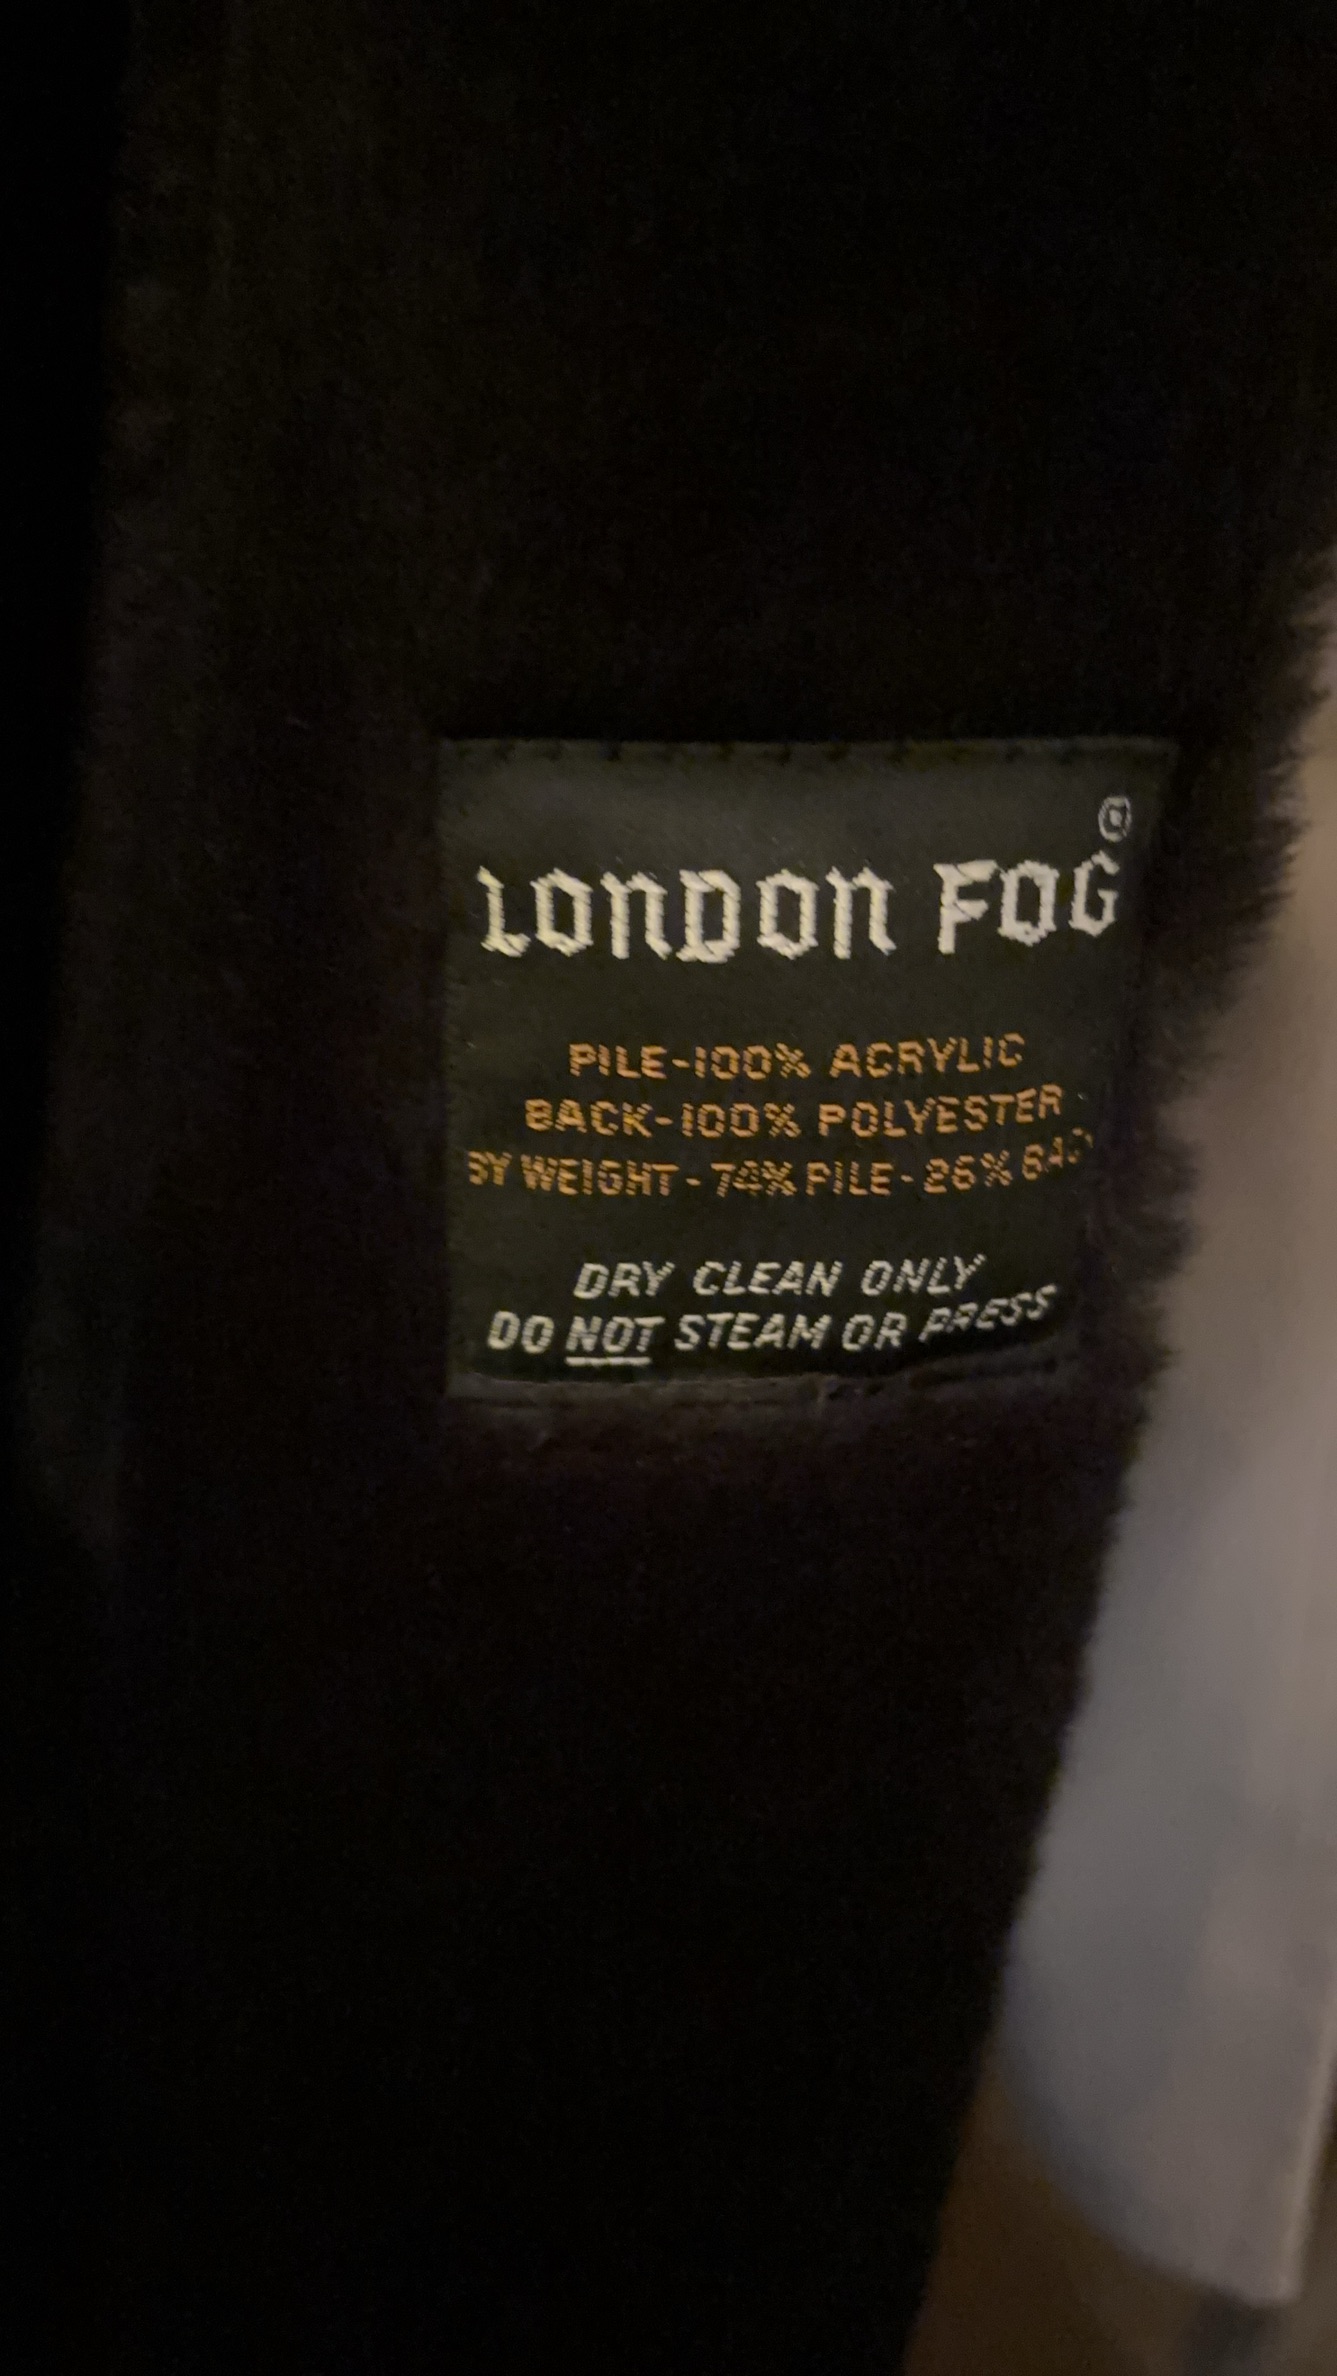 LONDON FOG®
PILE-100% ACRYLIC
BACK-100% POLYESTER
BY WEIGHT - 74% PILE - 26% BACK
DRY CLEAN ONLY
DO NOT STEAM OR PRESS